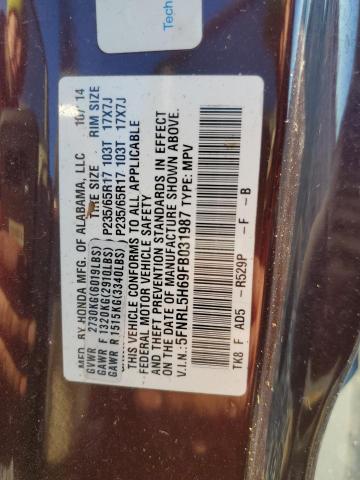 Tech
MFD. BY HONDA MFG. OF ALABAMA, LLC 10/14
GVWR 2730KG(6019LBS) TIRE SIZE RIM SIZE
GAWR F 1320KG(2910LBS) P235/65R17 103T 17X7J
GAWR R 1515KG(3340LBS) P235/65R17 103T 17X7J
THIS VEHICLE CONFORMS TO ALL APPLICABLE
FEDERAL MOTOR VEHICLE SAFETY
AND THEFT PREVENTION STANDARDS IN EFFECT
ON THE DATE OF MANUFACTURE SHOWN ABOVE.
V.I.N.: 5FNRL5H69FB031987 TYPE: MPV
TK8 F AD5 - R529P - F - B